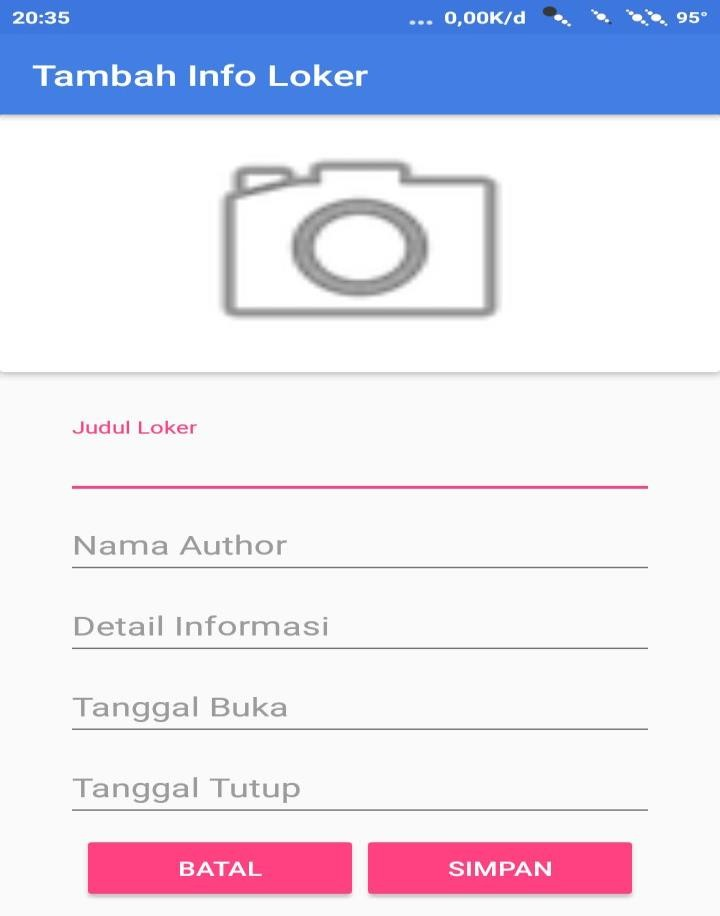 20:35 ... 0,00K/d 95°
Tambah Info Loker
Judul Loker
Nama Author
Detail Informasi
Tanggal Buka
Tanggal Tutup
BATAL SIMPAN